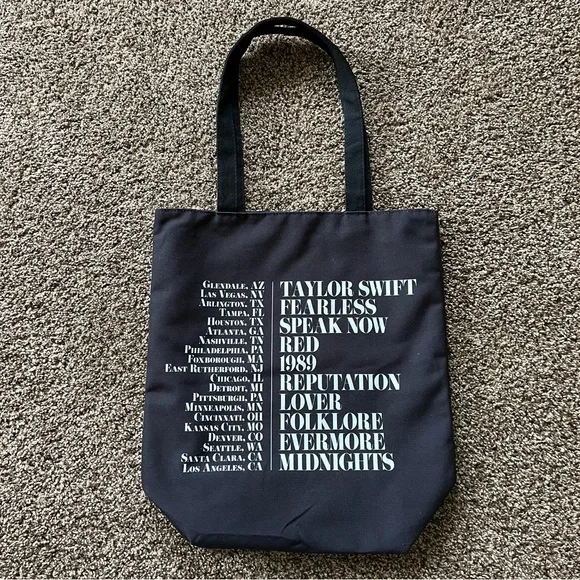 GLENDALE, AZ
LAS VEGAS, NV
ARLINGTON, TX
TAMPA, FL
HOUSTON, TX
ATLANTA, GA
NASHVILLE, TN
PHILADELPHIA, PA
FOXBOROUGH, MA
EAST RUTHERFORD, NJ
CHICAGO, IL
DETROIT, MI
PITTSBURGH, PA
MINNEAPOLIS, MN
CINCINNATI, OH
KANSAS CITY, MO
DENVER, CO
SEATTLE, WA
SANTA CLARA, CA
LOS ANGELES, CA
TAYLOR SWIFT
FEARLESS
SPEAK NOW
RED
1989
REPUTATION
LOVER
FOLKLORE
EVERMORE
MIDNIGHTS